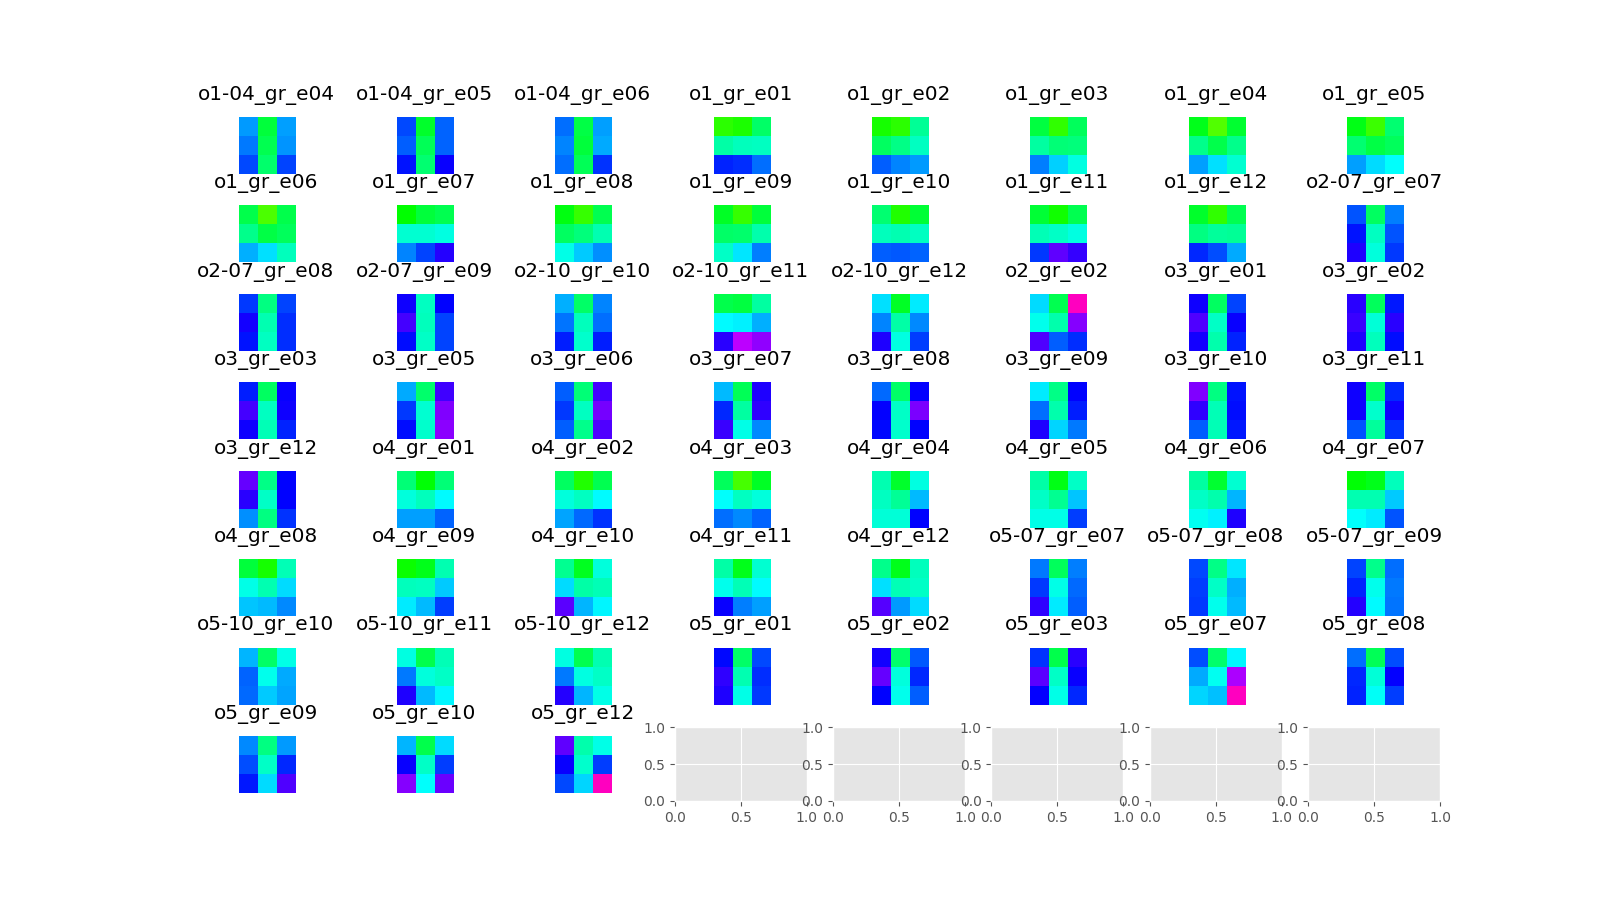 o1-04_gr_e04 o1-04_gr_e05 o1-04_gr_e06 o1_gr_e01 o1_gr_e02 o1_gr_e03 o1_gr_e04 o1_gr_e05
o1_gr_e06 o1_gr_e07 o1_gr_e08 o1_gr_e09 o1_gr_e10 o1_gr_e11 o1_gr_e12 o2-07_gr_e07
o2-07_gr_e08 o2-07_gr_e09 o2-10_gr_e10 o2-10_gr_e11 o2-10_gr_e12 o2_gr_e02 o3_gr_e01 o3_gr_e02
o3_gr_e03 o3_gr_e05 o3_gr_e06 o3_gr_e07 o3_gr_e08 o3_gr_e09 o3_gr_e10 o3_gr_e11
o3_gr_e12 o4_gr_e01 o4_gr_e02 o4_gr_e03 o4_gr_e04 o4_gr_e05 o4_gr_e06 o4_gr_e07
o4_gr_e08 o4_gr_e09 o4_gr_e10 o4_gr_e11 o4_gr_e12 o5-07_gr_e07 o5-07_gr_e08 o5-07_gr_e09
o5-10_gr_e10 o5-10_gr_e11 o5-10_gr_e12 o5_gr_e01 o5_gr_e02 o5_gr_e03 o5_gr_e07 o5_gr_e08
o5_gr_e09 o5_gr_e10 o5_gr_e12
1.0 1.0 1.0 1.0 1.0
0.5 0.5 0.5 0.5 0.5
0.0 0.0 0.0 0.0 0.0
0.0 0.5 1.0 0.0 0.5 1.0 0.0 0.5 1.0 0.0 0.5 1.0 0.0 0.5 1.0